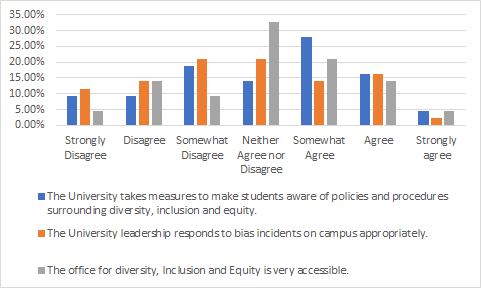 35.00%
30.00%
25.00%
20.00%
15.00%
10.00%
5.00%
0.00%
Strongly Disagree
Disagree
Somewhat Disagree
Neither Agree nor Disagree
Somewhat Agree
Agree
Strongly agree
The University takes measures to make students aware of policies and procedures
surrounding diversity, inclusion and equity.
The University leadership responds to bias incidents on campus appropriately.
The office for diversity, Inclusion and Equity is very accessible.